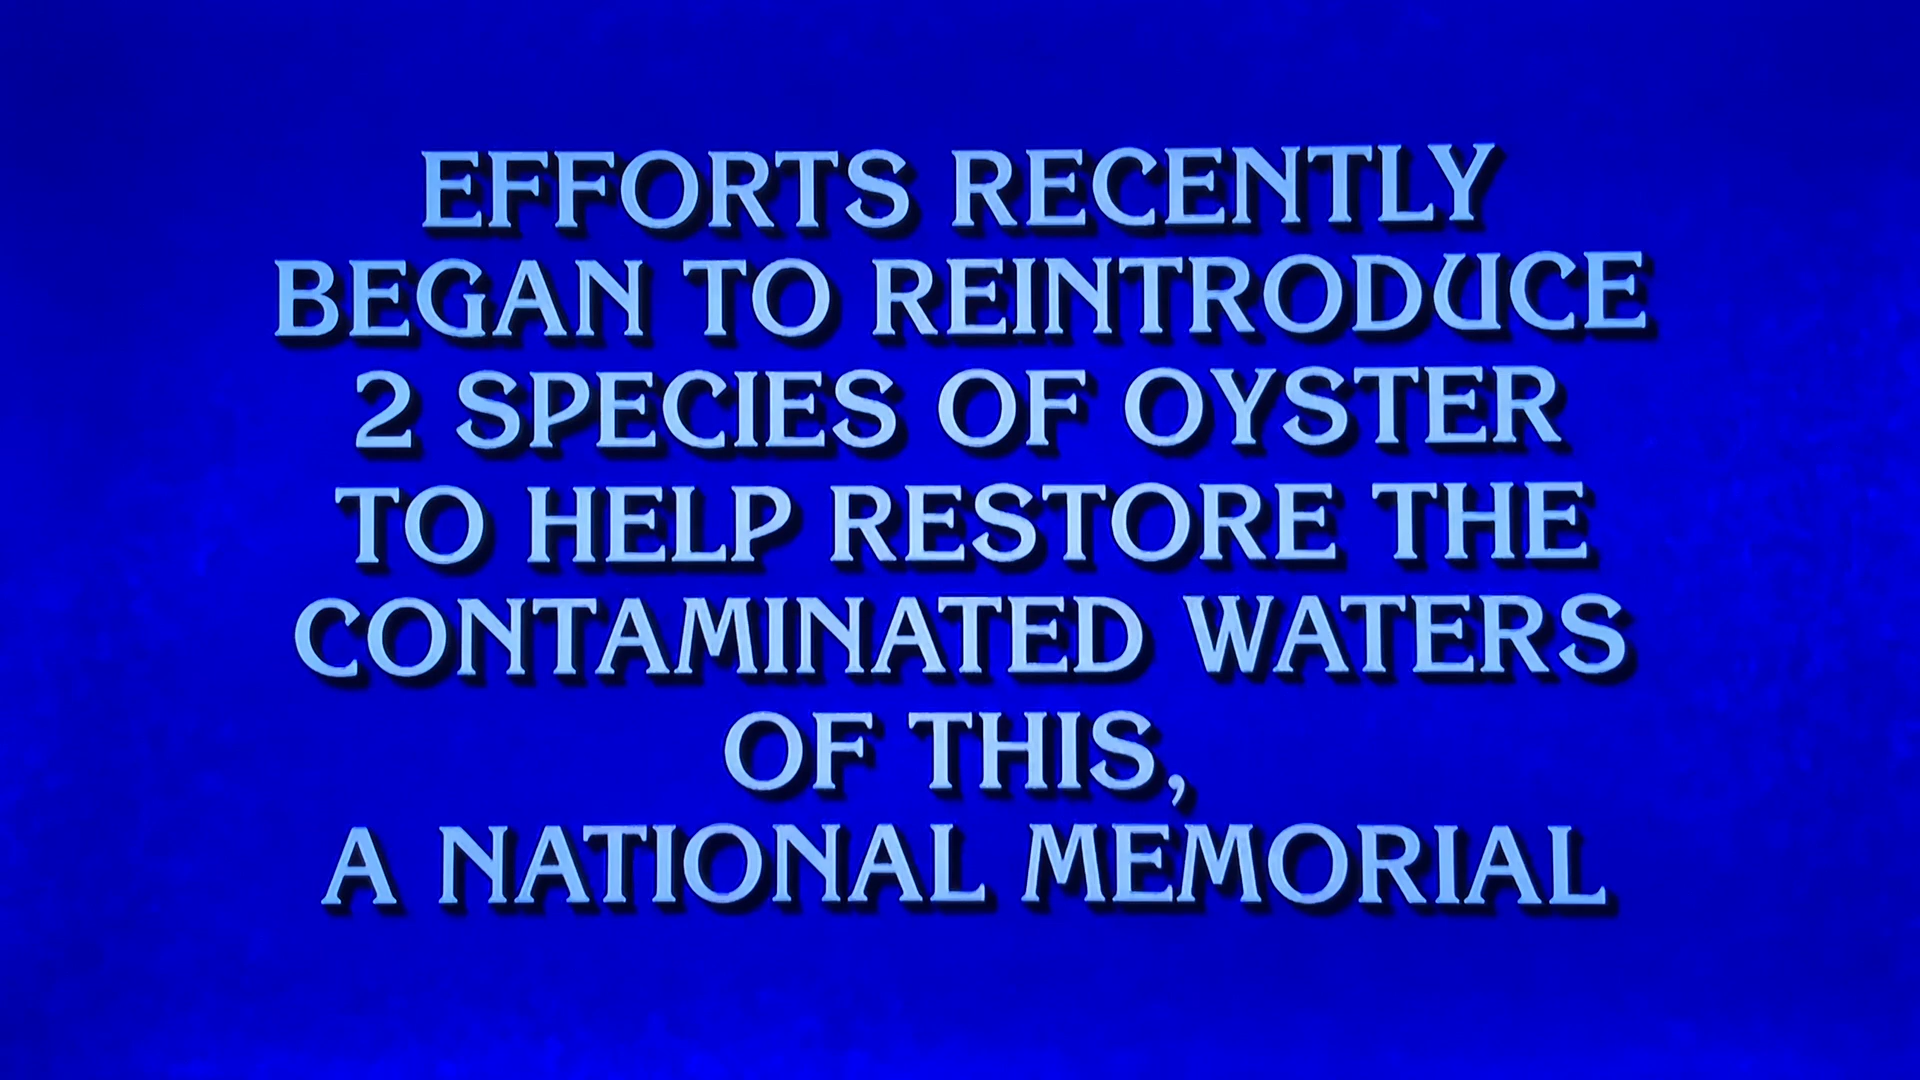 EFFORTS RECENTLY
BEGAN TO REINTRODUCE
2 SPECIES OF OYSTER
TO HELP RESTORE THE
CONTAMINATED WATERS
OF THIS,
A NATIONAL MEMORIAL